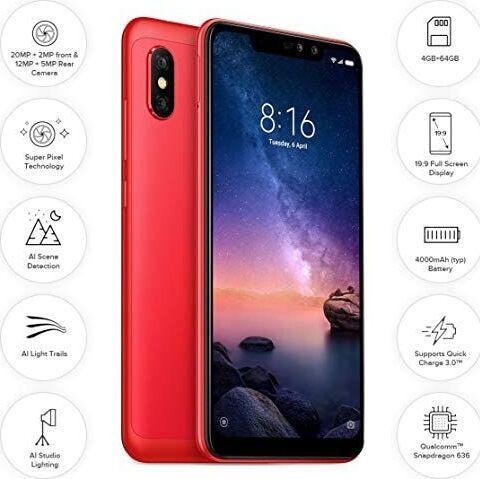 20MP + 2MP front &
12MP + 5MP Rear
Camera
Super Pixel
Technology
AI Scene
Detection
AI Light Trails
AI Studio
Lighting
8:16
Tuesday, 6 April
4GB+64GB
19:9
19:9 Full Screen
Display
4000mAh (typ)
Battery
Supports Quick
Charge 3.0™
Qualcomm™
Snapdragon 636